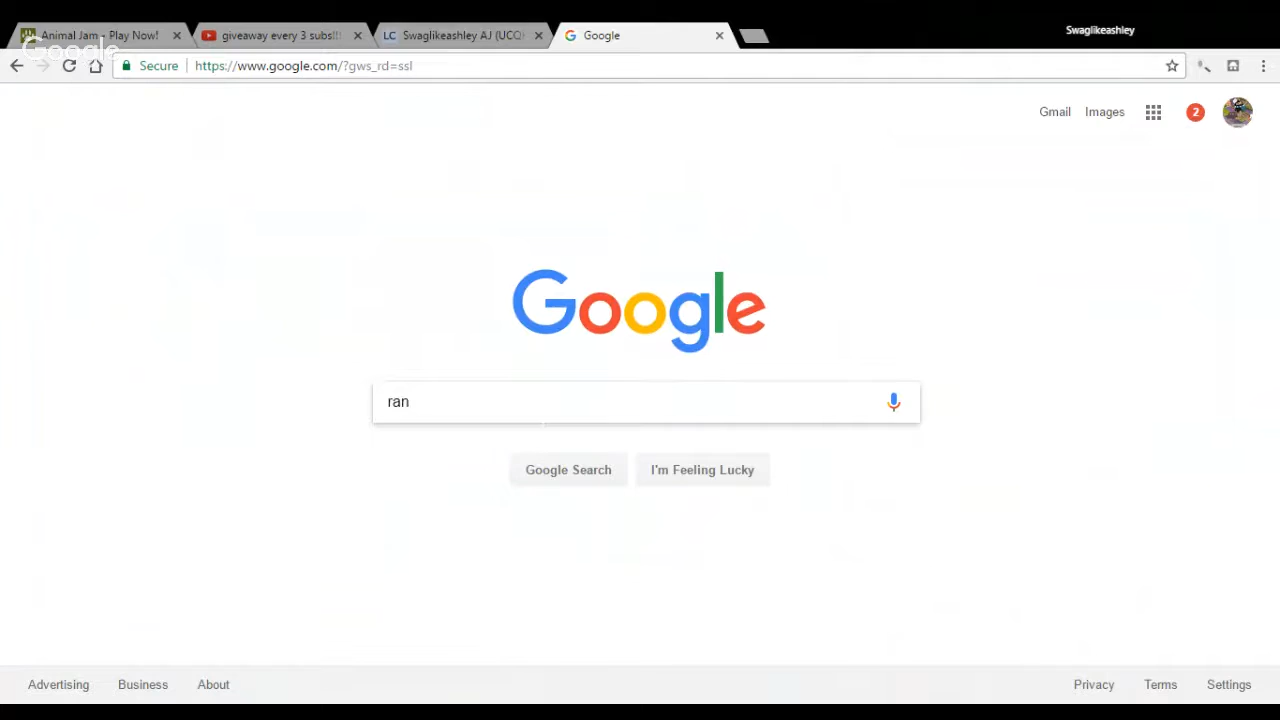 Animal Jam - Play Now!
giveaway every 3 subs!!!
LC Swaglikeashley AJ (UCQ
Google
Swaglikeashley
Google
Secure https://www.google.com/?gws_rd=ssl
Gmail Images 2
Google
ran
Google Search I'm Feeling Lucky
Advertising Business About Privacy Terms Settings